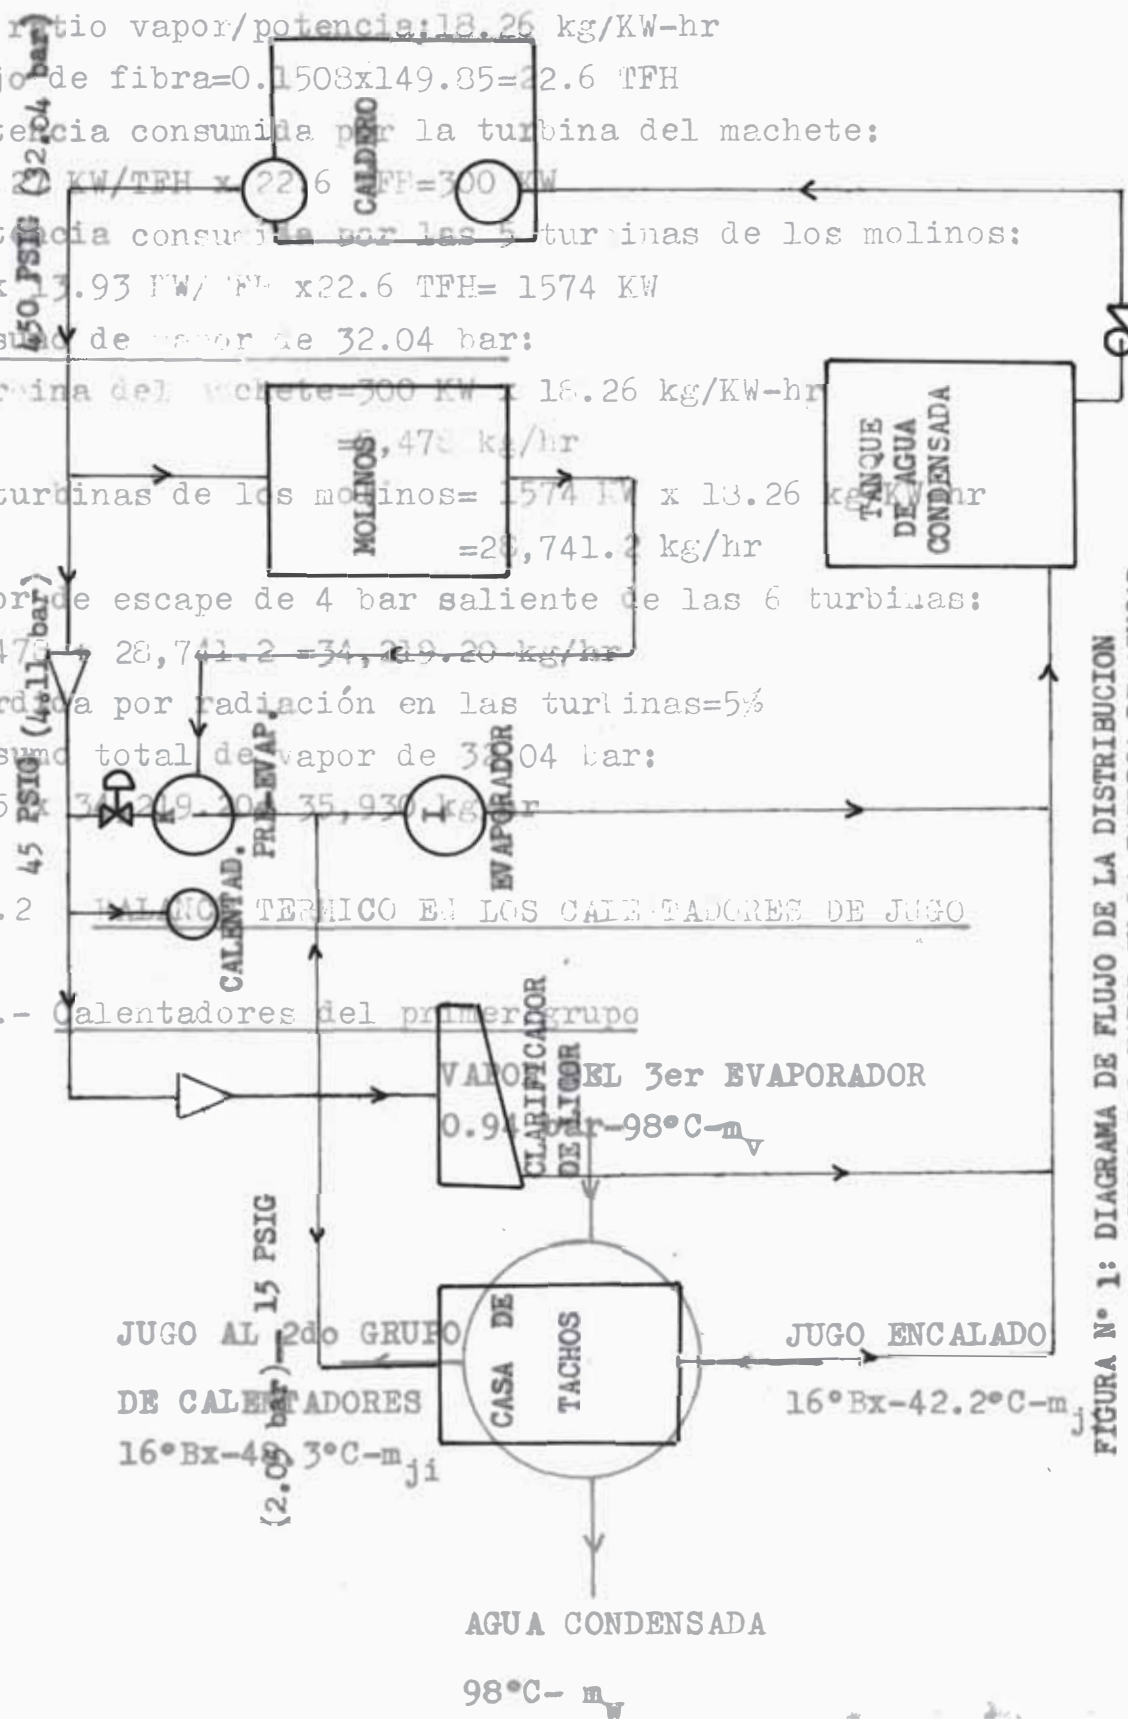 ratio vapor/potencia:18.26 kg/KW-hr
jo de fibra=0.1508x149.85=22.6 TFH
tencia consumida por la turbina del machete:
KW/TFH x 22.6 TFH=300 KW
tencia consumida por las 5 turbinas de los molinos:
x 13.93 KW/TFH x22.6 TFH= 1574 KW
sumo de vapor de 32.04 bar:
bina del machete=300 KW x 18.26 kg/KW-hr
=5,478 kg/hr
turbinas de los molinos= 1574 KW x 18.26 kg/KW-hr
=28,741.2 kg/hr
or de escape de 4 bar saliente de las 6 turbinas:
478 + 28,741.2 =34,219.20 kg/hr
rdida por radiación en las turbinas=5%
sumo total de vapor de 32.04 bar:
x 34,219.20= 35,930 kg/hr
.2 BALANCE TERMICO EN LOS CALENTADORES DE JUGO
.- Calentadores del primer grupo
VAPOR DEL 3er EVAPORADOR
0.94 bar-98°C-mv
JUGO AL 2do GRUPO
DE CALENTADORES
16°Bx-48.3°C-mji
JUGO ENCALADO
16°Bx-42.2°C-mj
AGUA CONDENSADA
98°C- mw
450 PSIG (32.04 bar)
CALDERO
MOLINOS
TANQUE
DE AGUA
CONDENSADA
45 PSIG (4.11 bar)
K
PRE-EVAP.
I
EVAPORADOR
CALENTAD.
CLARIFICADOR
DE LICOR
(2.05 bar) 15 PSIG
CASA DE
TACHOS
FIGURA N° 1: DIAGRAMA DE FLUJO DE LA DISTRIBUCION